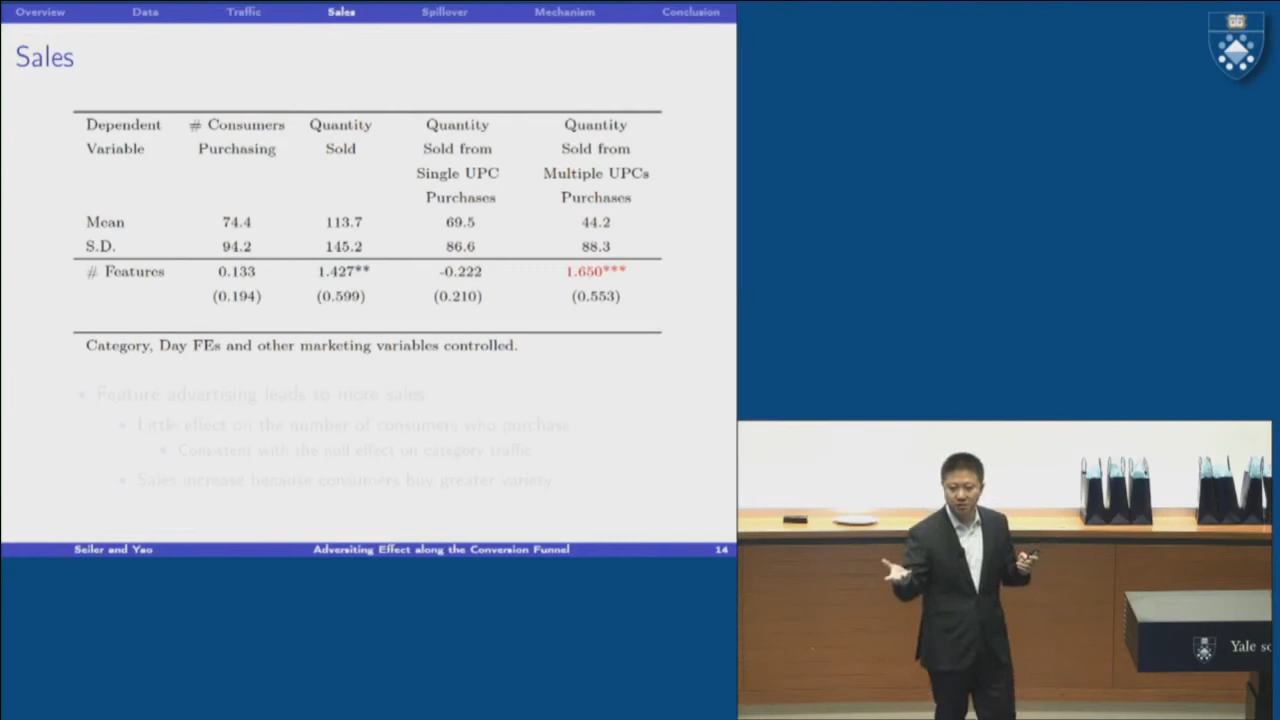 Overview Data Traffic Sales Spillover Mechanism Conclusion
Sales
Dependent # Consumers Quantity Quantity Quantity
Variable Purchasing Sold Sold from Sold from
Single UPC Multiple UPCs
Purchases Purchases
Mean 74.4 113.7 69.5 44.2
S.D. 94.2 145.2 86.6 88.3
# Features 0.133 1.427** -0.222 1.650***
(0.194) (0.599) (0.210) (0.553)
Category, Day FEs and other marketing variables controlled.
• Feature advertising leads to more sales
• Little effect on the number of consumers who purchase
• Consistent with the null effect on category traffic
• Sales increase because consumers buy greater variety
Seiler and Yao Adversiting Effect along the Conversion Funnel 14
Yale so